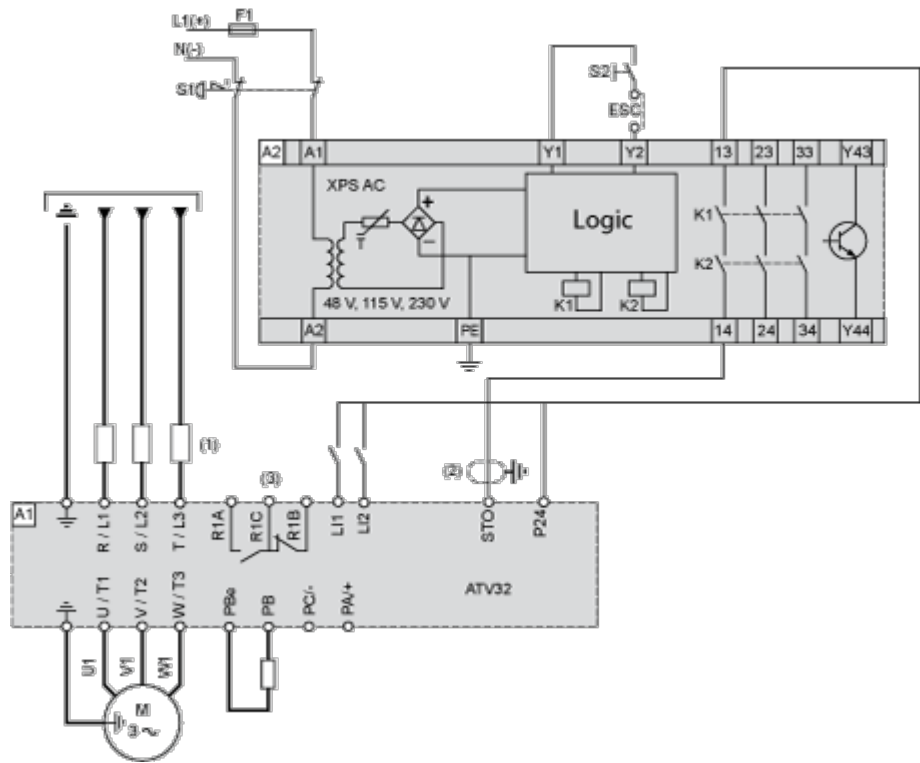 L1(+) F1
N(-)
S1
S2
ESC
A2 A1 Y1 Y2 13 23 33 Y43
XPS AC
+
T
−
Logic
K1
K2
48 V, 115 V, 230 V
K1 K2
A2 PE 14 24 34 Y44
(1)
(3)
(2)
A1
R / L1
S / L2
T / L3
R1A
R1C
R1B
LI1
LI2
STO
P24
ATV32
U / T1
V / T2
W / T3
PBe
PB
PC/-
PA/+
U1
V1
W1
M
3 ~